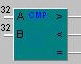 32 A CMP >
32 B <
=